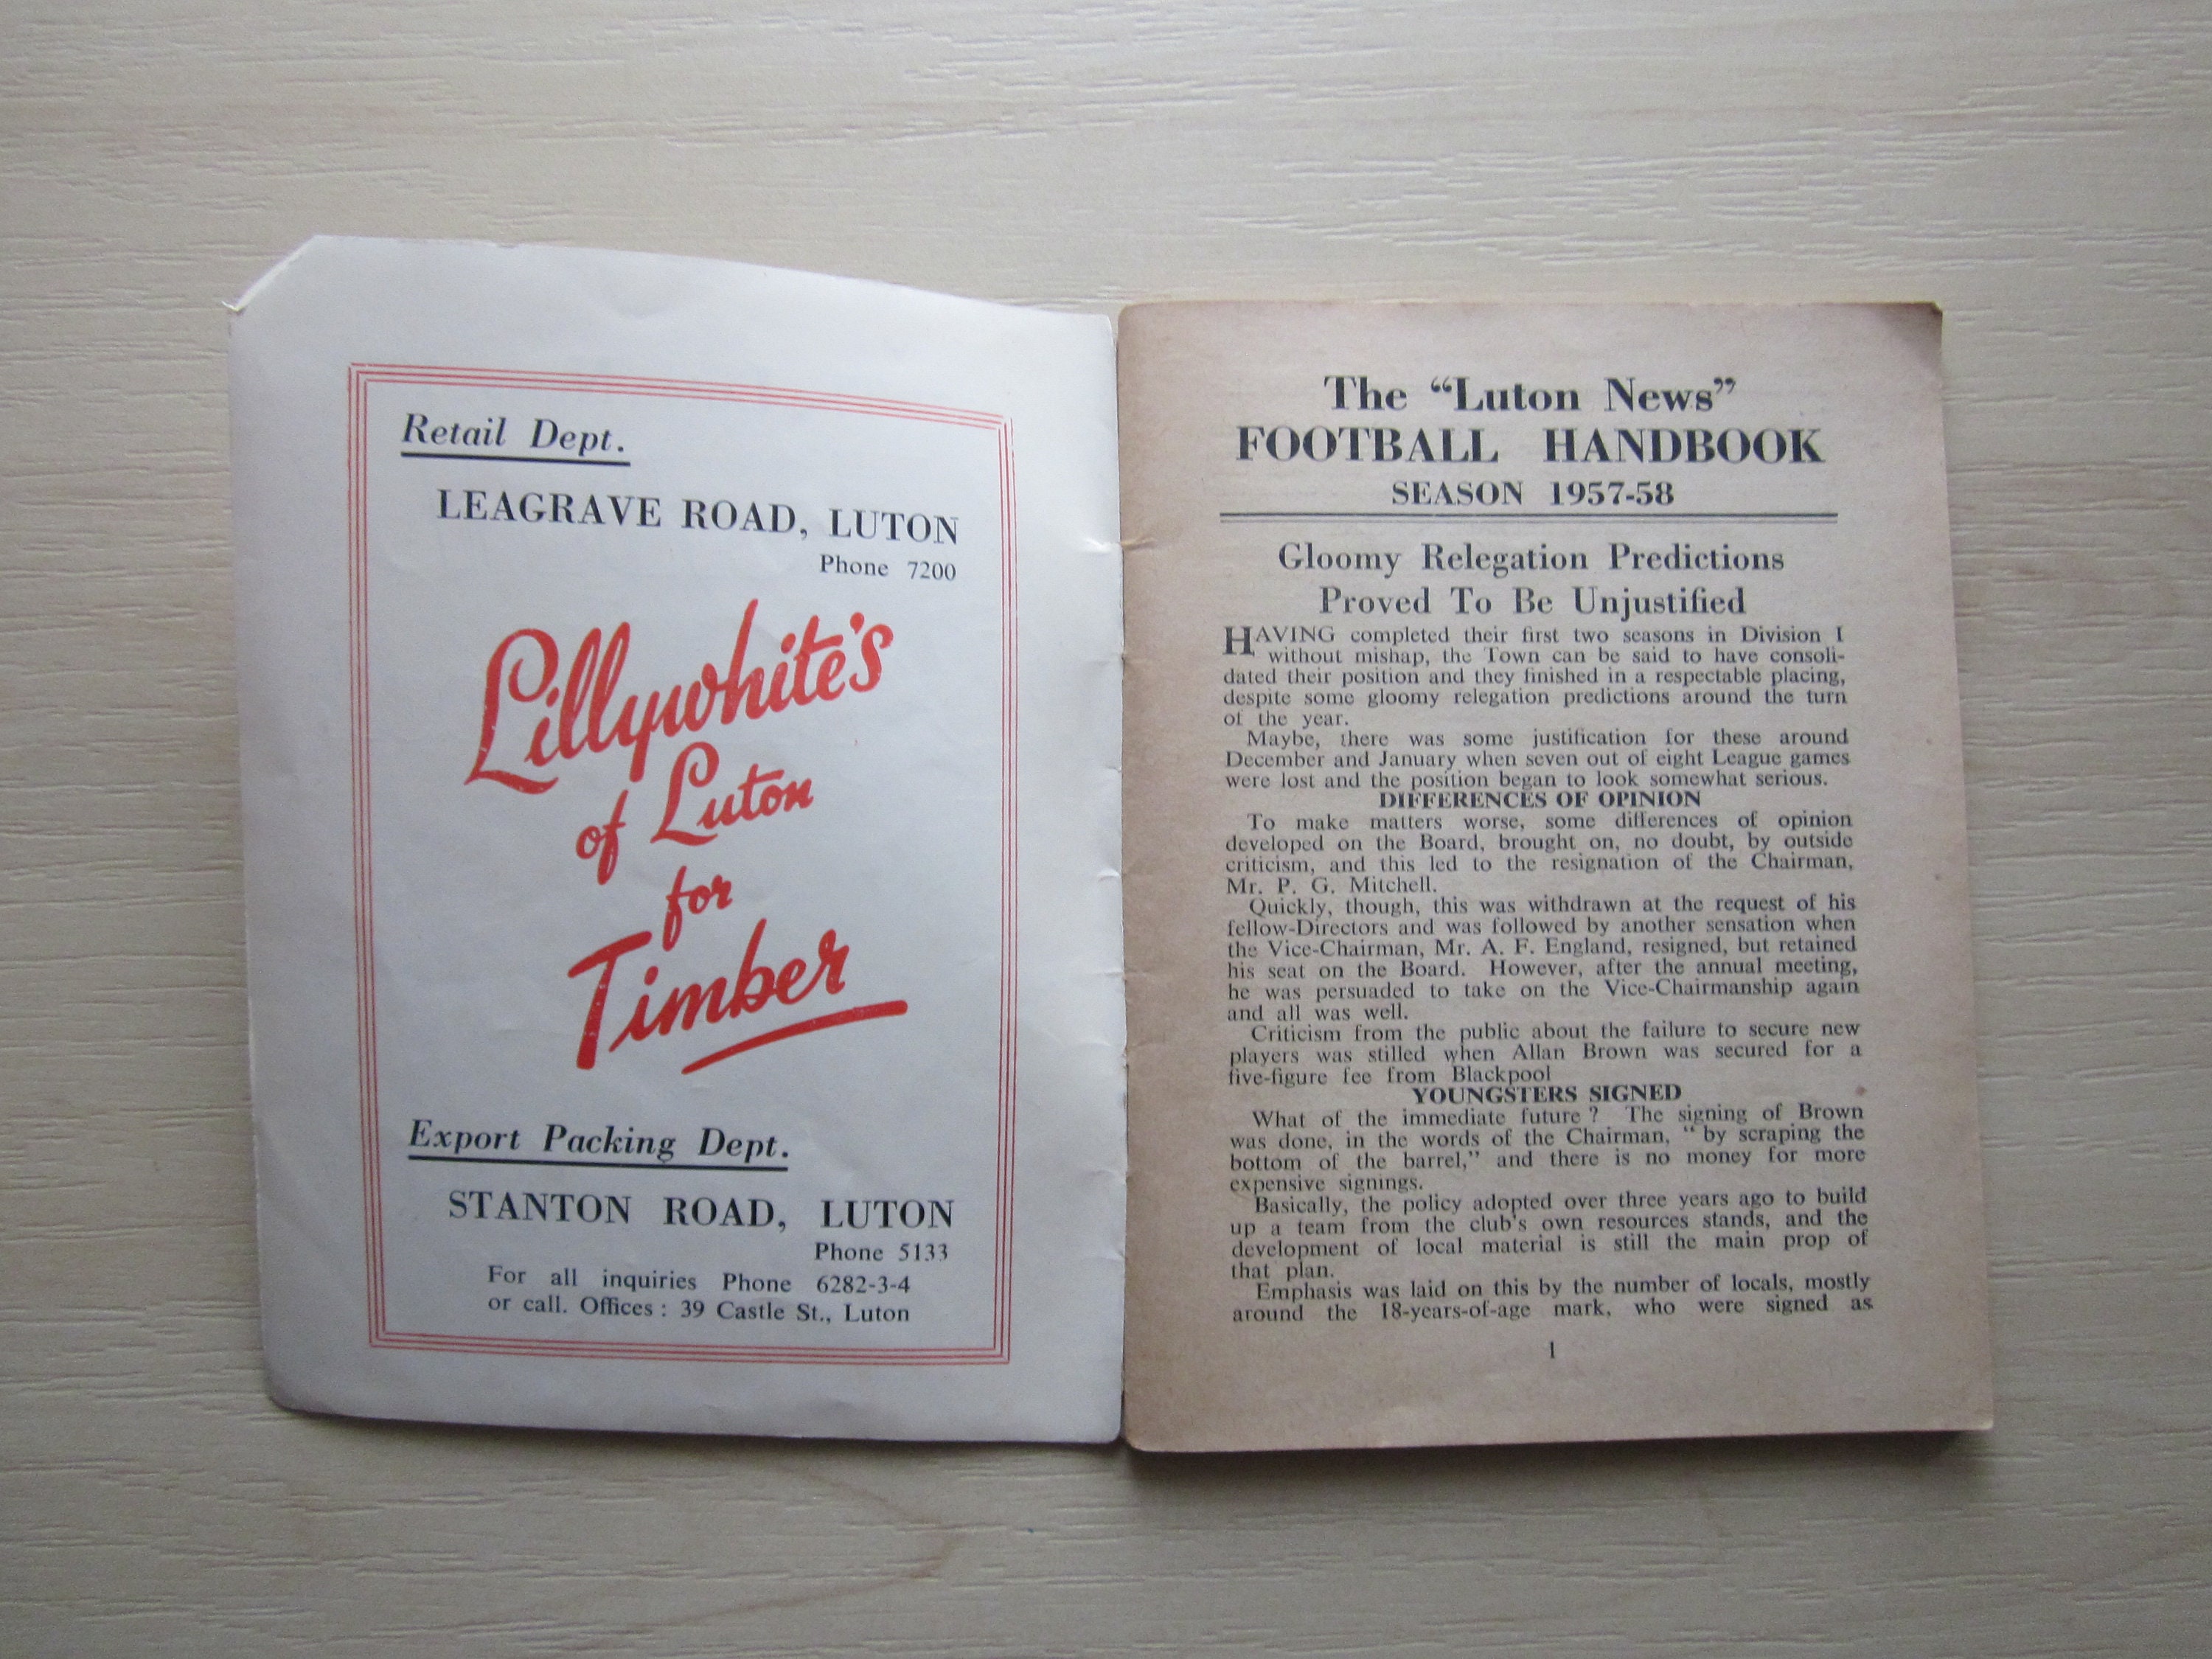 Retail Dept.
LEAGRAVE ROAD, LUTON
Phone 7200
Lillywhite's
of Luton
for
Timber
Export Packing Dept.
STANTON ROAD, LUTON
Phone 5133
For all inquiries Phone 6282-3-4
or call. Offices : 39 Castle St., Luton
The "Luton News"
FOOTBALL HANDBOOK
SEASON 1957-58
Gloomy Relegation Predictions
Proved To Be Unjustified
HAVING completed their first two seasons in Division I
without mishap, the Town can be said to have consoli-
dated their position and they finished in a respectable placing,
despite some gloomy relegation predictions around the turn
of the year.
Maybe, there was some justification for these around
December and January when seven out of eight League games
were lost and the position began to look somewhat serious.
DIFFERENCES OF OPINION
To make matters worse, some differences of opinion
developed on the Board, brought on, no doubt, by outside
criticism, and this led to the resignation of the Chairman,
Mr. P. G. Mitchell.
Quickly, though, this was withdrawn at the request of his
fellow-Directors and was followed by another sensation when
the Vice-Chairman, Mr. A. F. England, resigned, but retained
his seat on the Board. However, after the annual meeting,
he was persuaded to take on the Vice-Chairmanship again
and all was well.
Criticism from the public about the failure to secure new
players was stilled when Allan Brown was secured for a
five-figure fee from Blackpool
YOUNGSTERS SIGNED
What of the immediate future ? The signing of Brown
was done, in the words of the Chairman, " by scraping the
bottom of the barrel," and there is no money for more
expensive signings.
Basically, the policy adopted over three years ago to build
up a team from the club's own resources stands, and the
development of local material is still the main prop of
that plan.
Emphasis was laid on this by the number of locals, mostly
around the 18-years-of-age mark, who were signed as
1